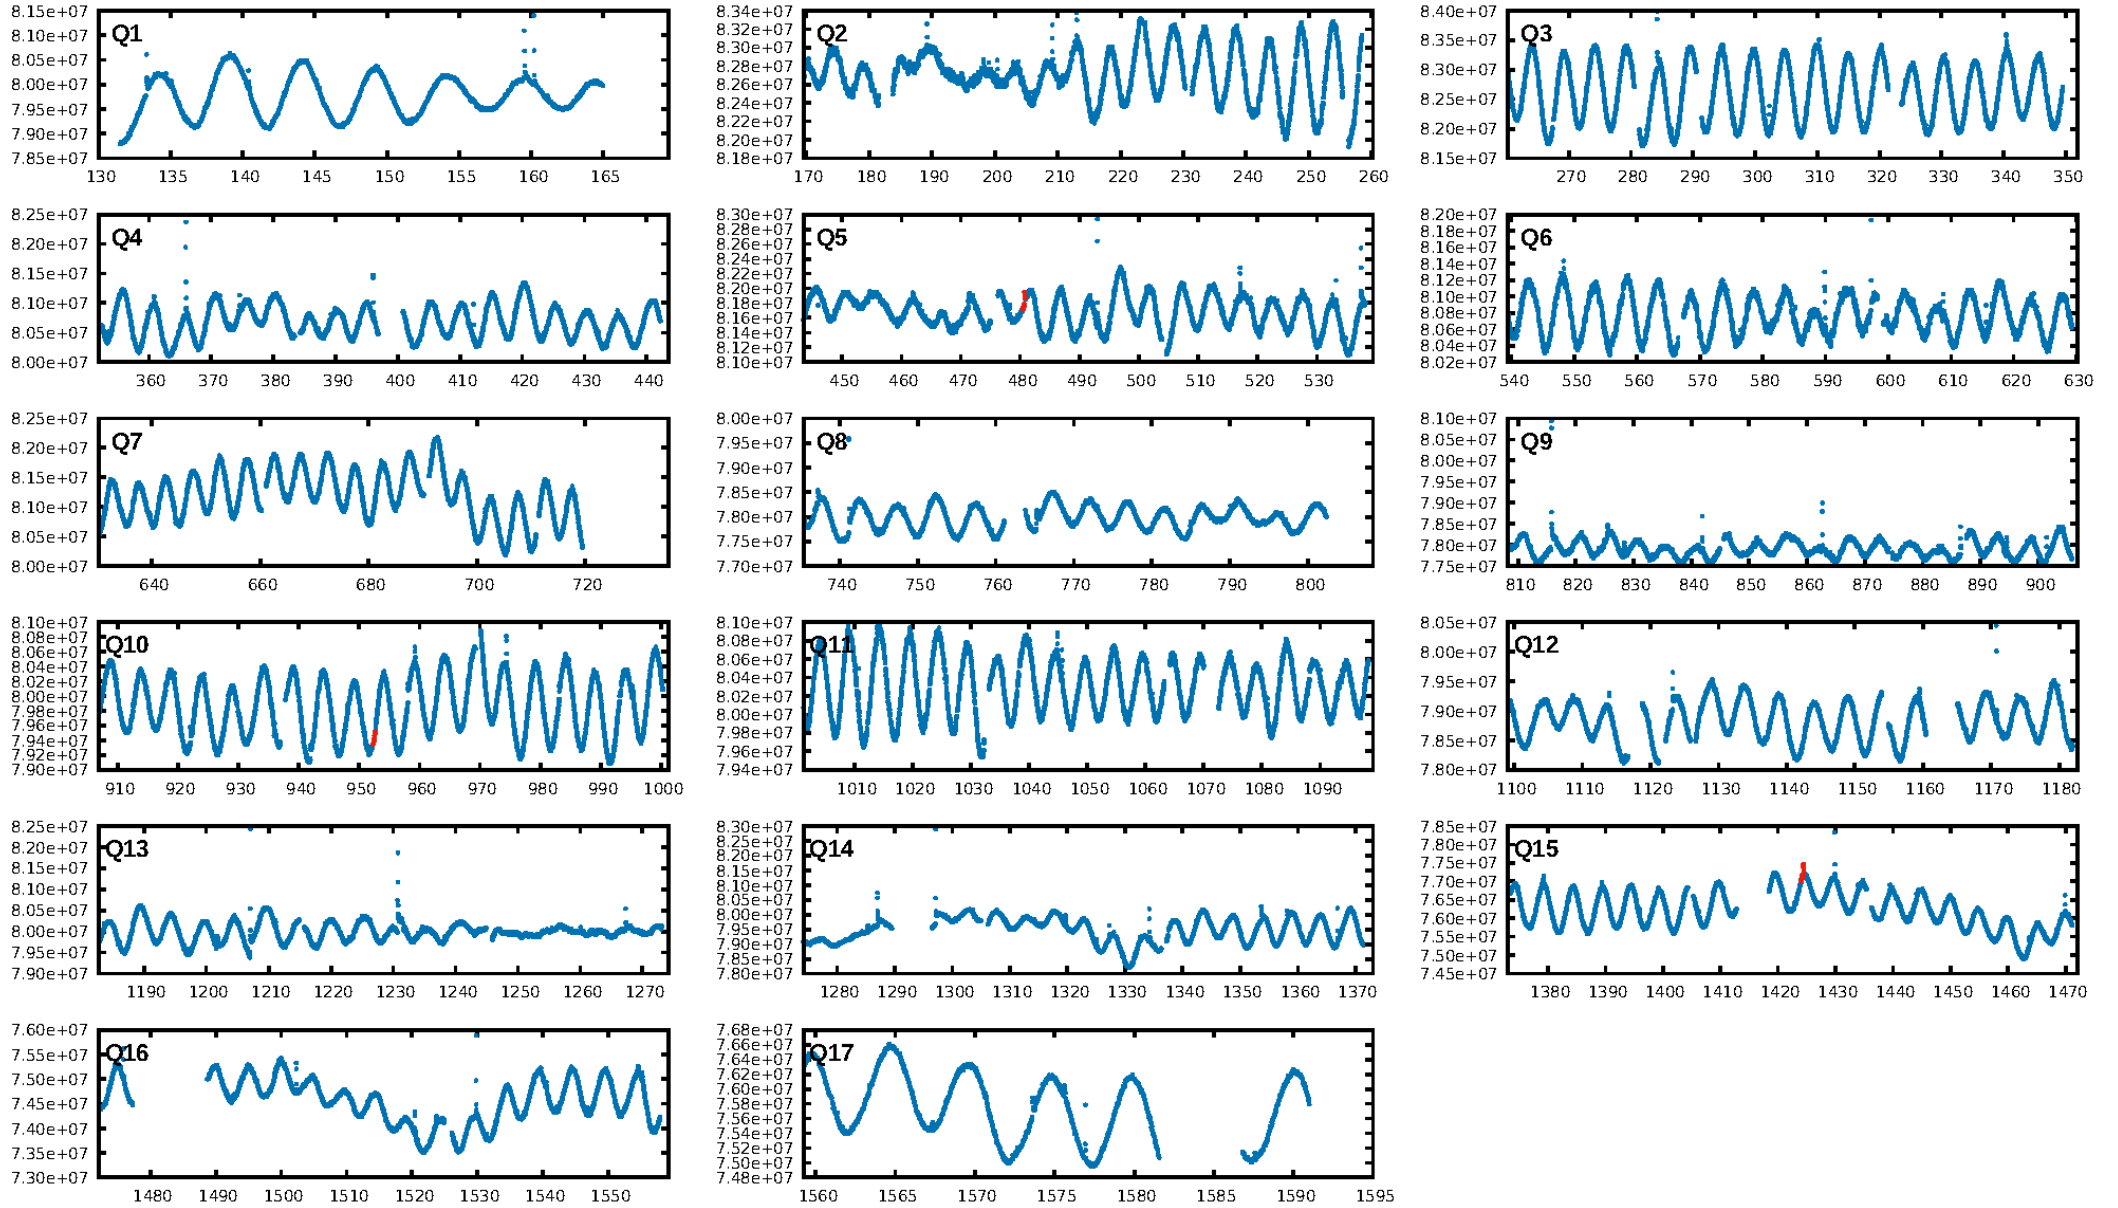 8.15e+07 8.10e+07 8.05e+07 8.00e+07 7.95e+07 7.90e+07 7.85e+07
Q1
130 135 140 145 150 155 160 165
8.34e+07 8.32e+07 8.30e+07 8.28e+07 8.26e+07 8.24e+07 8.22e+07 8.20e+07 8.18e+07
Q2
170 180 190 200 210 220 230 240 250 260
8.40e+07 8.35e+07 8.30e+07 8.25e+07 8.20e+07 8.15e+07
Q3
270 280 290 300 310 320 330 340 350
8.25e+07 8.20e+07 8.15e+07 8.10e+07 8.05e+07 8.00e+07
Q4
360 370 380 390 400 410 420 430 440
8.30e+07 8.28e+07 8.26e+07 8.24e+07 8.22e+07 8.20e+07 8.18e+07 8.16e+07 8.14e+07 8.12e+07 8.10e+07
Q5
450 460 470 480 490 500 510 520 530
8.20e+07 8.18e+07 8.16e+07 8.14e+07 8.12e+07 8.10e+07 8.08e+07 8.06e+07 8.04e+07 8.02e+07
Q6
540 550 560 570 580 590 600 610 620 630
8.25e+07 8.20e+07 8.15e+07 8.10e+07 8.05e+07 8.00e+07
Q7
640 660 680 700 720
8.00e+07 7.95e+07 7.90e+07 7.85e+07 7.80e+07 7.75e+07 7.70e+07
Q8
740 750 760 770 780 790 800
8.10e+07 8.05e+07 8.00e+07 7.95e+07 7.90e+07 7.85e+07 7.80e+07 7.75e+07
Q9
810 820 830 840 850 860 870 880 890 900
8.10e+07 8.08e+07 8.06e+07 8.04e+07 8.02e+07 8.00e+07 7.98e+07 7.96e+07 7.94e+07 7.92e+07 7.90e+07
Q10
910 920 930 940 950 960 970 980 990 1000
8.10e+07 8.08e+07 8.06e+07 8.04e+07 8.02e+07 8.00e+07 7.98e+07 7.96e+07 7.94e+07
Q11
1010 1020 1030 1040 1050 1060 1070 1080 1090
8.05e+07 8.00e+07 7.95e+07 7.90e+07 7.85e+07 7.80e+07
Q12
1100 1110 1120 1130 1140 1150 1160 1170 1180
8.25e+07 8.20e+07 8.15e+07 8.10e+07 8.05e+07 8.00e+07 7.95e+07 7.90e+07
Q13
1190 1200 1210 1220 1230 1240 1250 1260 1270
8.30e+07 8.25e+07 8.20e+07 8.15e+07 8.10e+07 8.05e+07 8.00e+07 7.95e+07 7.90e+07 7.85e+07 7.80e+07
Q14
1280 1290 1300 1310 1320 1330 1340 1350 1360 1370
7.85e+07 7.80e+07 7.75e+07 7.70e+07 7.65e+07 7.60e+07 7.55e+07 7.50e+07 7.45e+07
Q15
1380 1390 1400 1410 1420 1430 1440 1450 1460 1470
7.60e+07 7.55e+07 7.50e+07 7.45e+07 7.40e+07 7.35e+07 7.30e+07
Q16
1480 1490 1500 1510 1520 1530 1540 1550
7.68e+07 7.66e+07 7.64e+07 7.62e+07 7.60e+07 7.58e+07 7.56e+07 7.54e+07 7.52e+07 7.50e+07 7.48e+07
Q17
1560 1565 1570 1575 1580 1585 1590 1595